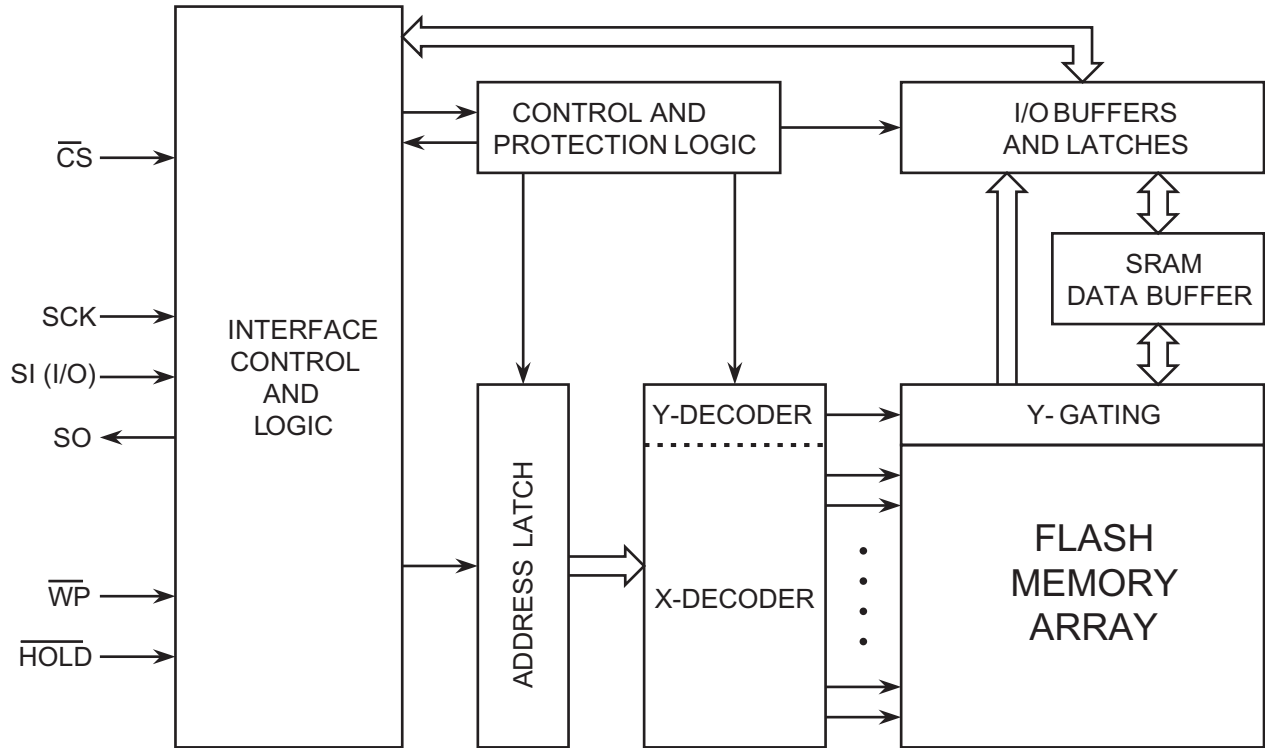 CS
SCK
SI (I/O)
SO
WP
HOLD
INTERFACE
CONTROL
AND
LOGIC
CONTROL AND
PROTECTION LOGIC
I/O BUFFERS
AND LATCHES
SRAM
DATA BUFFER
ADDRESS LATCH
Y-DECODER
X-DECODER
Y- GATING
FLASH
MEMORY
ARRAY